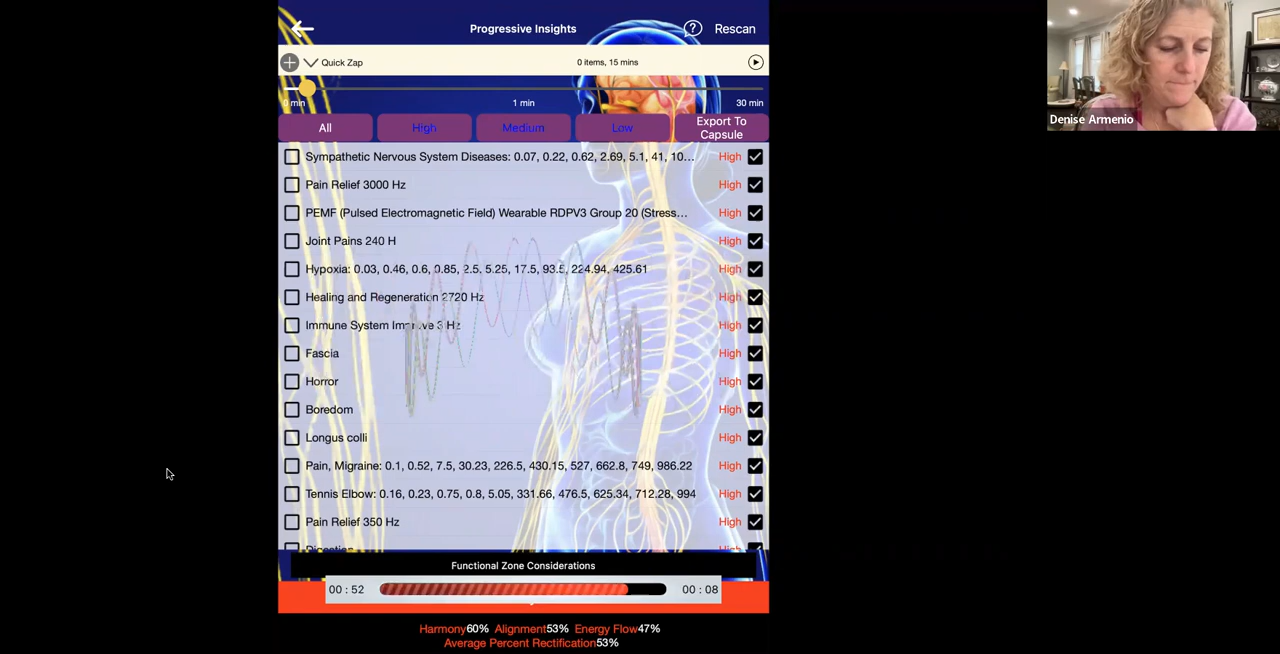 Progressive Insights
Rescan
Quick Zap
0 items, 15 mins
0 min
1 min
30 min
All
High
Medium
Low
Export To
Capsule
Sympathetic Nervous System Diseases: 0.07, 0.22, 0.62, 2.69, 5.1, 41, 10... High
Pain Relief 3000 Hz High
PEMF (Pulsed Electromagnetic Field) Wearable RDPV3 Group 20 (Stress... High
Joint Pains 240 H High
Hypoxia: 0.03, 0.46, 0.6, 0.85, 2.5, 5.25, 17.5, 93.5, 224.94, 425.61 High
Healing and Regeneration 2720 Hz High
Immune System Improve 3 Hz High
Fascia High
Horror High
Boredom High
Longus colli High
Pain, Migraine: 0.1, 0.52, 7.5, 30.23, 226.5, 430.15, 527, 662.8, 749, 986.22 High
Tennis Elbow: 0.16, 0.23, 0.75, 0.8, 5.05, 331.66, 476.5, 625.34, 712.28, 994 High
Pain Relief 350 Hz High
Digestion High
Functional Zone Considerations
00 : 52
00 : 08
Harmony60% Alignment53% Energy Flow47%
Average Percent Rectification53%
Denise Armenio